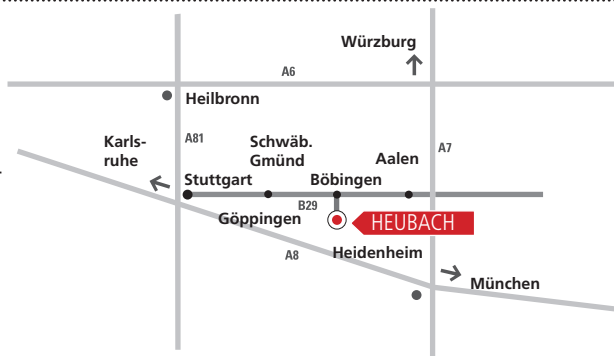 Würzburg
A6
Heilbronn
Karls-
ruhe
A81
Schwäb.
Gmünd
Aalen
A7
Stuttgart
Böbingen
Göppingen
B29
HEUBACH
A8
Heidenheim
München